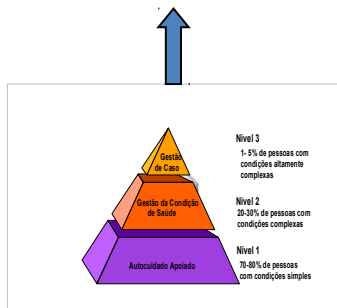 Gestão
de Caso
Nível 3
1- 5% de pessoas com
condições altamente
complexas
Gestão da Condição
de Saúde
Nível 2
20-30% de pessoas com
condições complexas
Autocuidado Apoiado
Nível 1
70-80% de pessoas
com condições simples